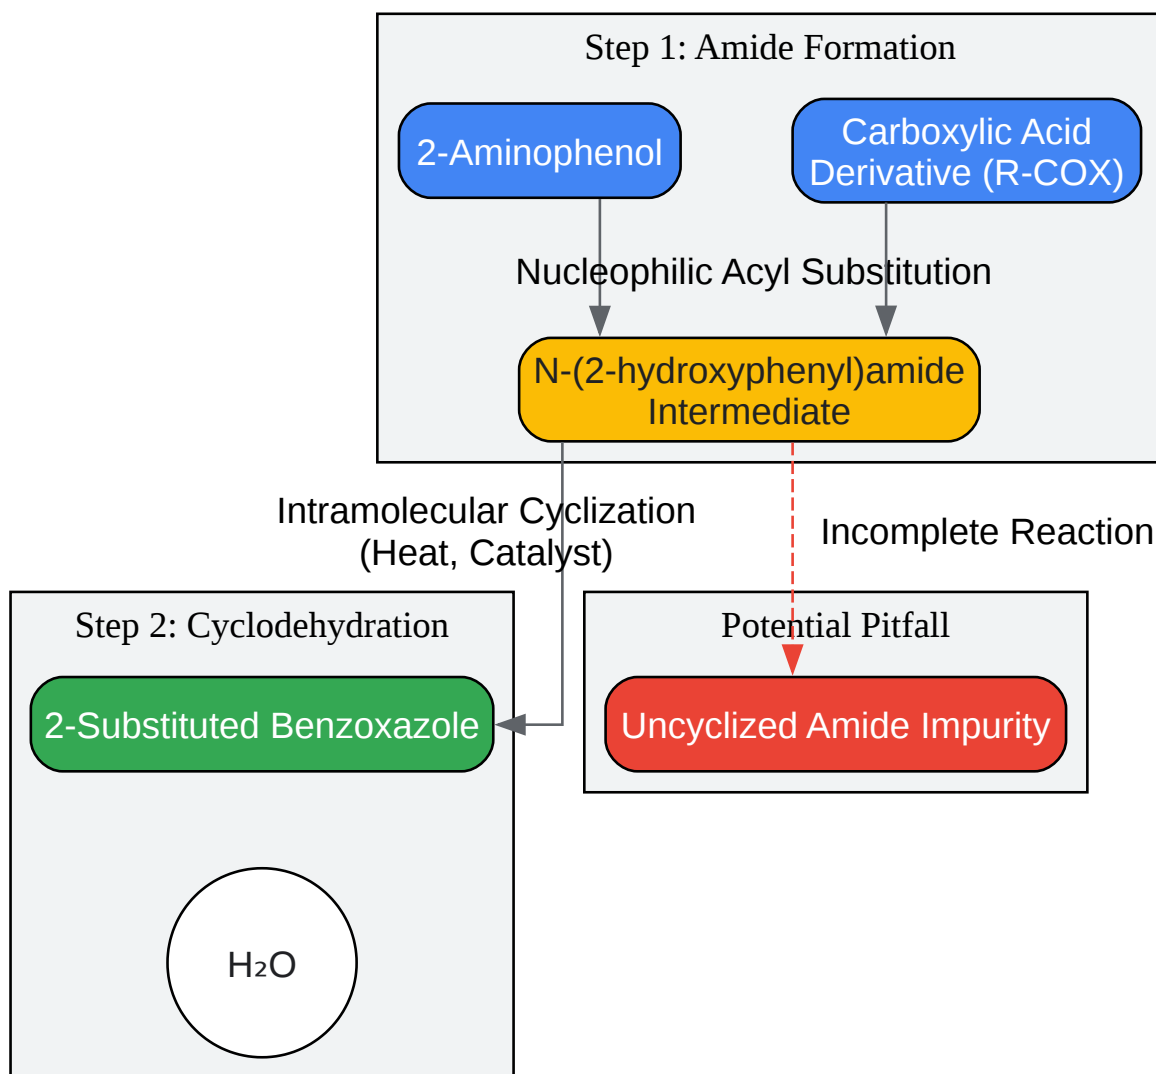 Step 1: Amide Formation
2-Aminophenol
Carboxylic Acid
Derivative (R-COX)
Nucleophilic Acyl Substitution
N-(2-hydroxyphenyl)amide
Intermediate
Intramolecular Cyclization
(Heat, Catalyst)
Incomplete Reaction
Step 2: Cyclodehydration
2-Substituted Benzoxazole
H₂O
Potential Pitfall
Uncyclized Amide Impurity